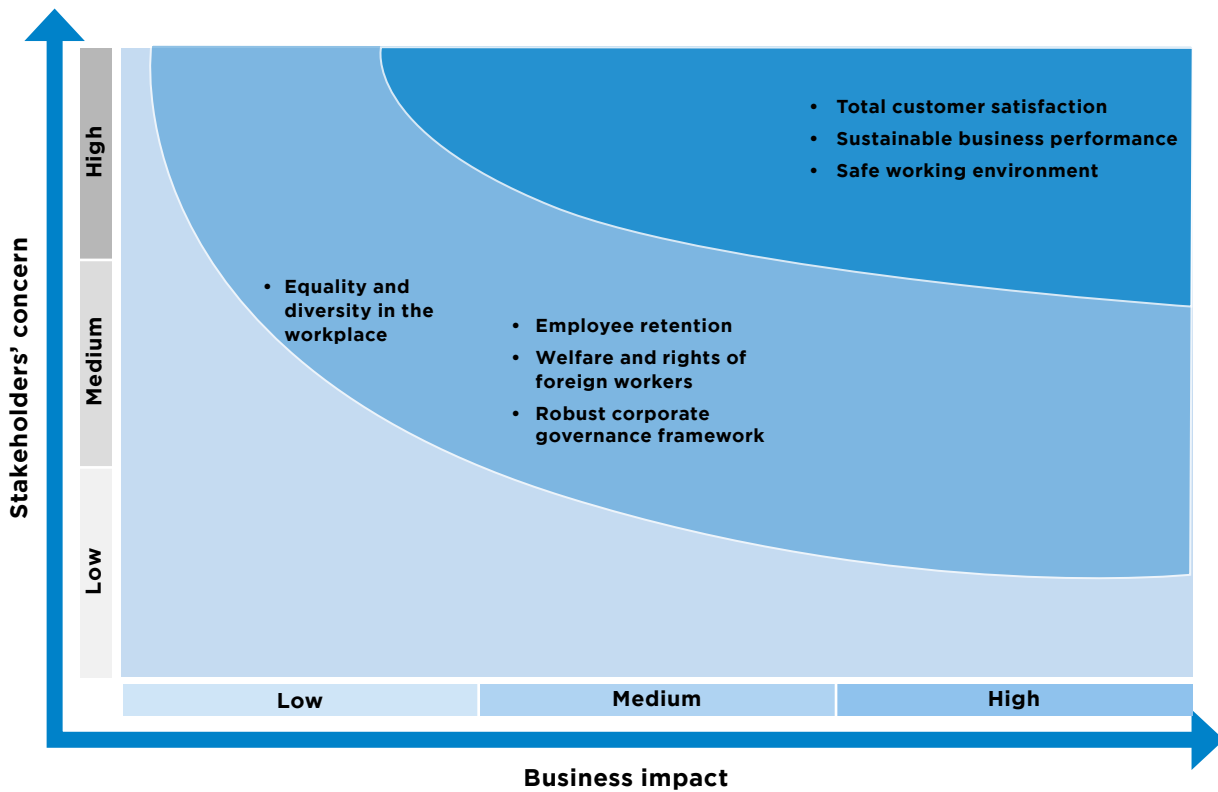 Stakeholders’ concern
High
Medium
Low
• Total customer satisfaction
• Sustainable business performance
• Safe working environment
• Equality and
diversity in the
workplace
• Employee retention
• Welfare and rights of
foreign workers
• Robust corporate
governance framework
Low
Medium
High
Business impact